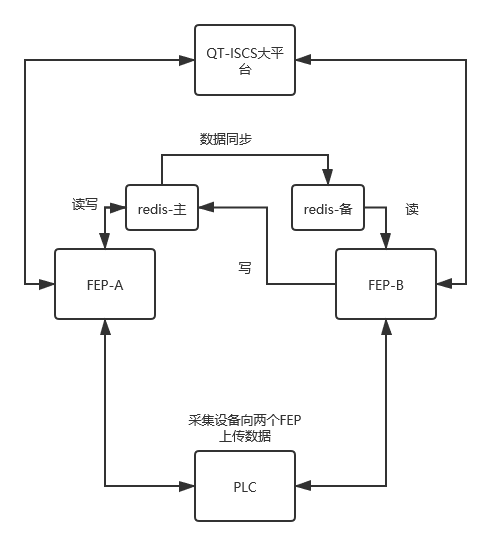 QT-ISCS大平
台
数据同步
读写
redis-主
redis-备
读
写
FEP-A
FEP-B
采集设备向两个FEP
上传数据
PLC